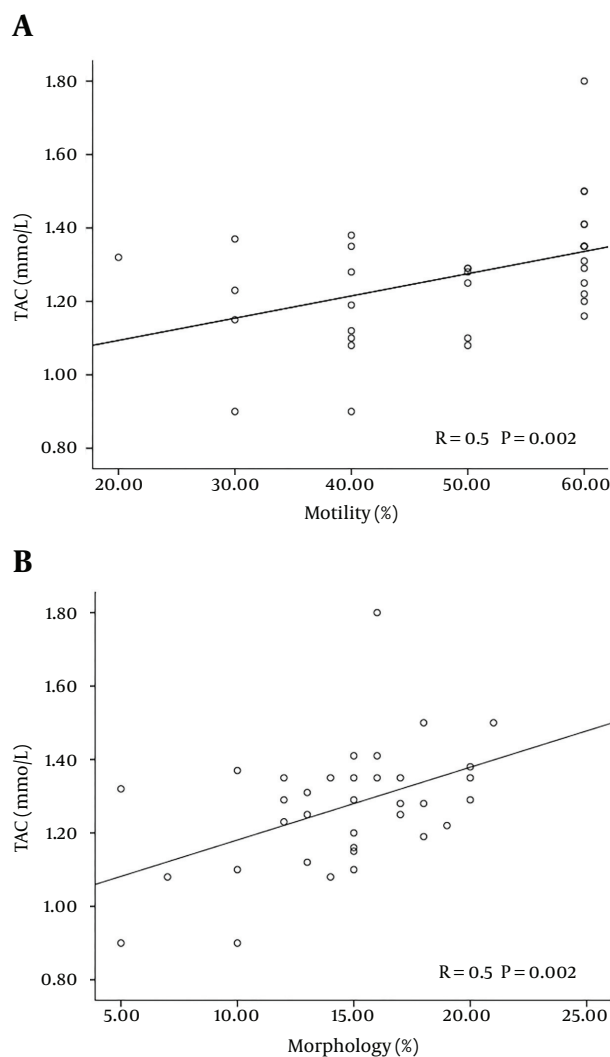 A
1.80
1.60
1.40
1.20
1.00
0.80
TAC (mmo/L)
R = 0.5 P = 0.002
20.00 30.00 40.00 50.00 60.00
Motility (%)
B
1.80
1.60
1.40
1.20
1.00
0.80
TAC (mmo/L)
R = 0.5 P = 0.002
5.00 10.00 15.00 20.00 25.00
Morphology (%)